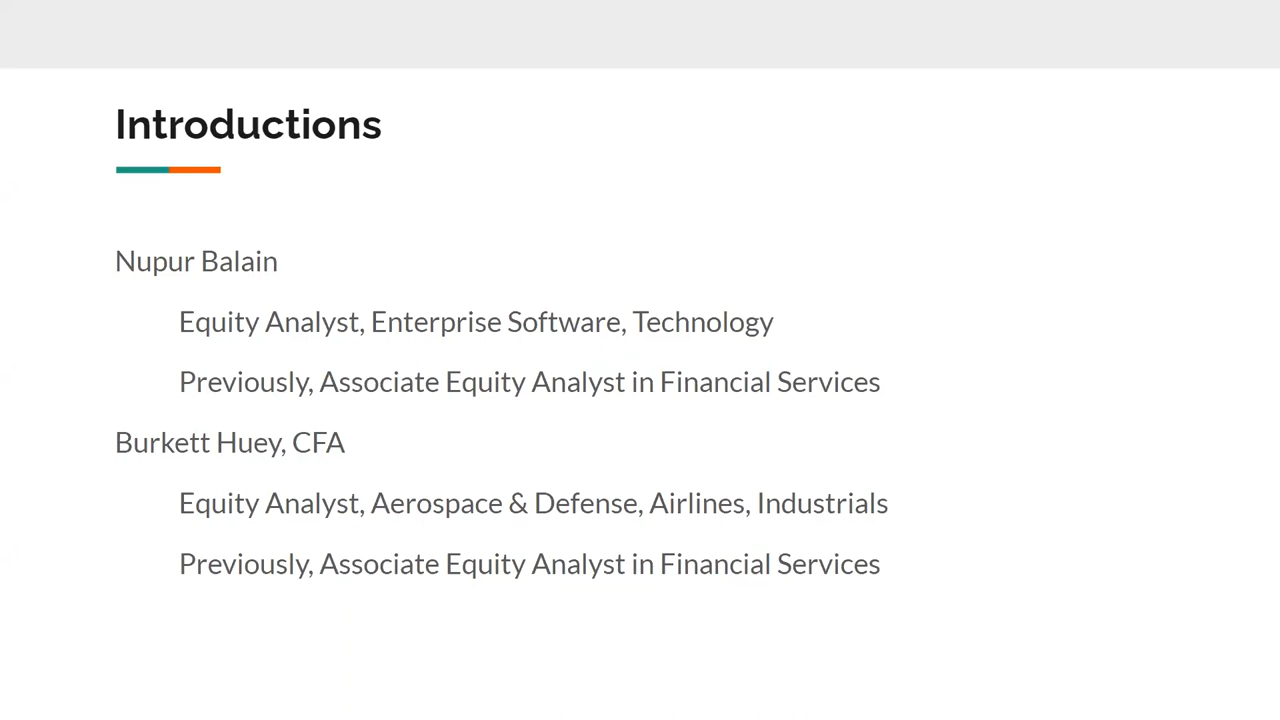 Introductions
Nupur Balain
Equity Analyst, Enterprise Software, Technology
Previously, Associate Equity Analyst in Financial Services
Burkett Huey, CFA
Equity Analyst, Aerospace & Defense, Airlines, Industrials
Previously, Associate Equity Analyst in Financial Services